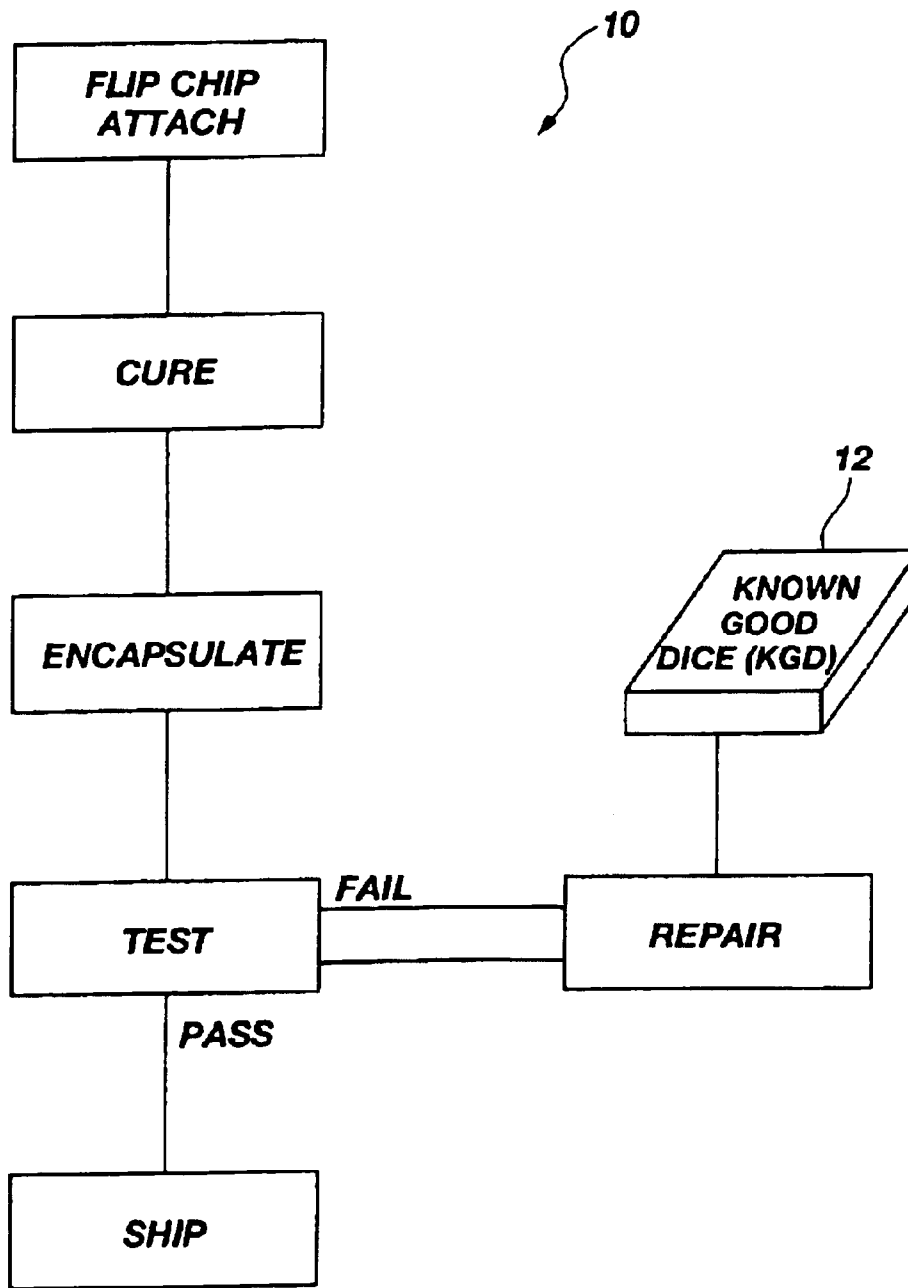 10
FLIP CHIP
ATTACH
CURE
12
KNOWN
GOOD
DICE (KGD)
ENCAPSULATE
FAIL
TEST
REPAIR
PASS
SHIP